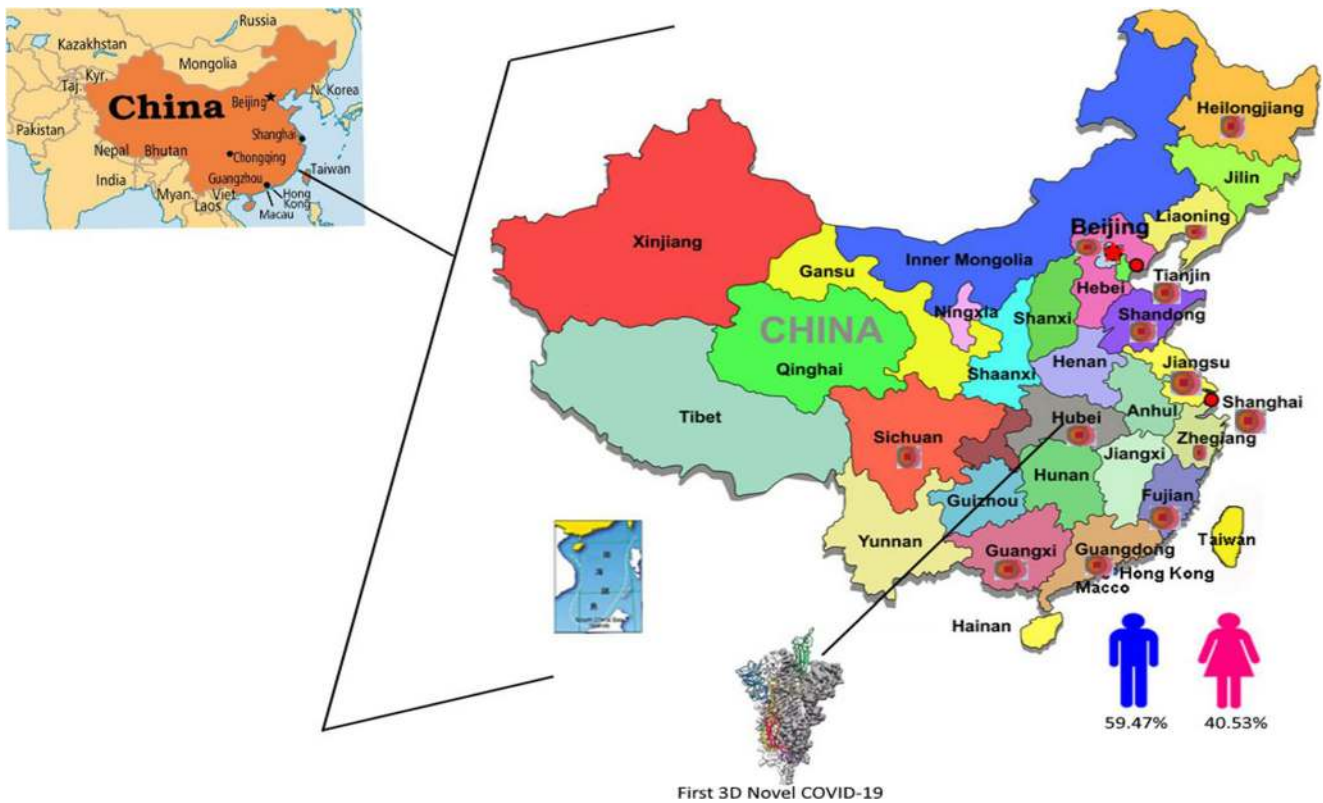 Russia
Kazakhstan
Mongolia
Kyr.
Taj.
N. Korea
China
Beijing
Pakistan
Shanghai
Nepal
Bhutan
Chongqing
Taiwan
India
Guangzhou
Myan.
Viet.
Hong
Kong
Laos
Macau
Heilongjiang
Jilin
Liaoning
Beijing
Xinjiang
Inner Mongolia
Gansu
Tianjin
Hebei
Ningxia
Shanxi
Shandong
CHINA
Henan
Jiangsu
Qinghai
Shaanxi
Shanghai
Tibet
Hubei
Anhul
Sichuan
Zhegiang
Jiangxi
Hunan
Guizhou
Fujian
Yunnan
Guangxi
Guangdong
Taiwan
Hong Kong
Macco
Hainan
59.47%
40.53%
First 3D Novel COVID-19